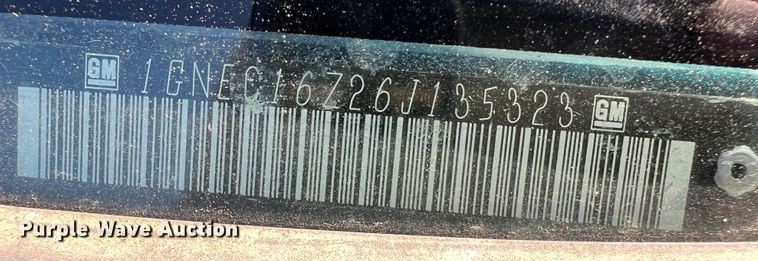 GM 1GNEC16Z26J135323 GM
Purple Wave Auction